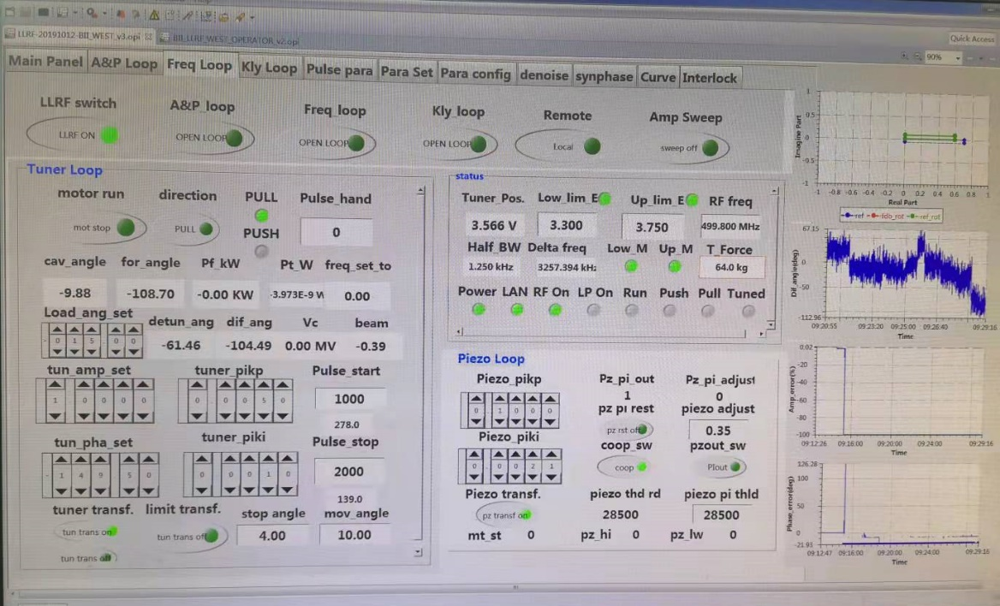 LLRF-20191012-BII_WEST_v3.opi
BII_LLRF_WEST_OPERATOR_v2.opi
Quick Access
90%
Main Panel A&P Loop Freq Loop Kly Loop Pulse para Para Set Para config denoise synphase Curve Interlock
LLRF switch A&P_loop Freq_loop Kly_loop Remote Amp Sweep
LLRF ON OPEN LOOP OPEN LOOP OPEN LOOP Local sweep off
Tuner Loop
motor run direction PULL Pulse_hand
mot stop PULL PUSH 0
cav_angle for_angle Pf_kW Pt_W freq_set_to
-9.88 -108.70 -0.00 KW -3.973E-9 W 0.00
Load_ang_set detun_ang dif_ang Vc beam
- 0 1 5 . 0 0 -61.46 -104.49 0.00 MV -0.39
tun_amp_set tuner_pikp Pulse_start
1 . 0 0 0 0 0 . 0 0 5 0 1000
278.0
tun_pha_set tuner_piki Pulse_stop
- 1 4 9 . 5 0 0 . 0 0 1 0 2000
139.0
tuner transf. limit transf. stop angle mov_angle
tun trans on tun trans off 4.00 10.00
tun trans off
status
Tuner_Pos. Low_lim_E Up_lim_E RF freq
3.566 V 3.300 3.750 499.800 MHz
Half_BW Delta freq Low_M Up_M T_Force
1.250 kHz 3257.394 kHz 64.0 kg
Power LAN RF On LP On Run Push Pull Tuned
Piezo Loop
Piezo_pikp Pz_pi_out Pz_pi_adjust
0 . 1 0 0 0 1 0
pz pi rest piezo adjust
Piezo_piki pz rst off 0.35
coop_sw pzout_sw
0 . 0 0 2 1 coop PIout
Piezo transf. piezo thd rd piezo pi thld
pz transf on 28500 28500
mt_st 0 pz_hi 0 pz_lw 0
Imagine Part
1
0.5
0
-0.5
-1
-1 -0.8 -0.6 -0.4 -0.2 0 0.2 0.4 0.6 0.8 1
Real Part
ref fdb_rot ref_rot
Dif_angle(deg)
67.15
0
-50
-112.96
09:20:55 09:23:20 09:25:00 09:26:40 09:29:16
Time
Amp_error(%)
0.02
-20
-40
-60
-80
-100
09:12:26 09:16:00 09:20:00 09:24:00 09:29:16
Time
Phase_error(deg)
126.28
100
50
0
-21.91
09:12:47 09:16:00 09:20:00 09:24:00 09:29:16
Time